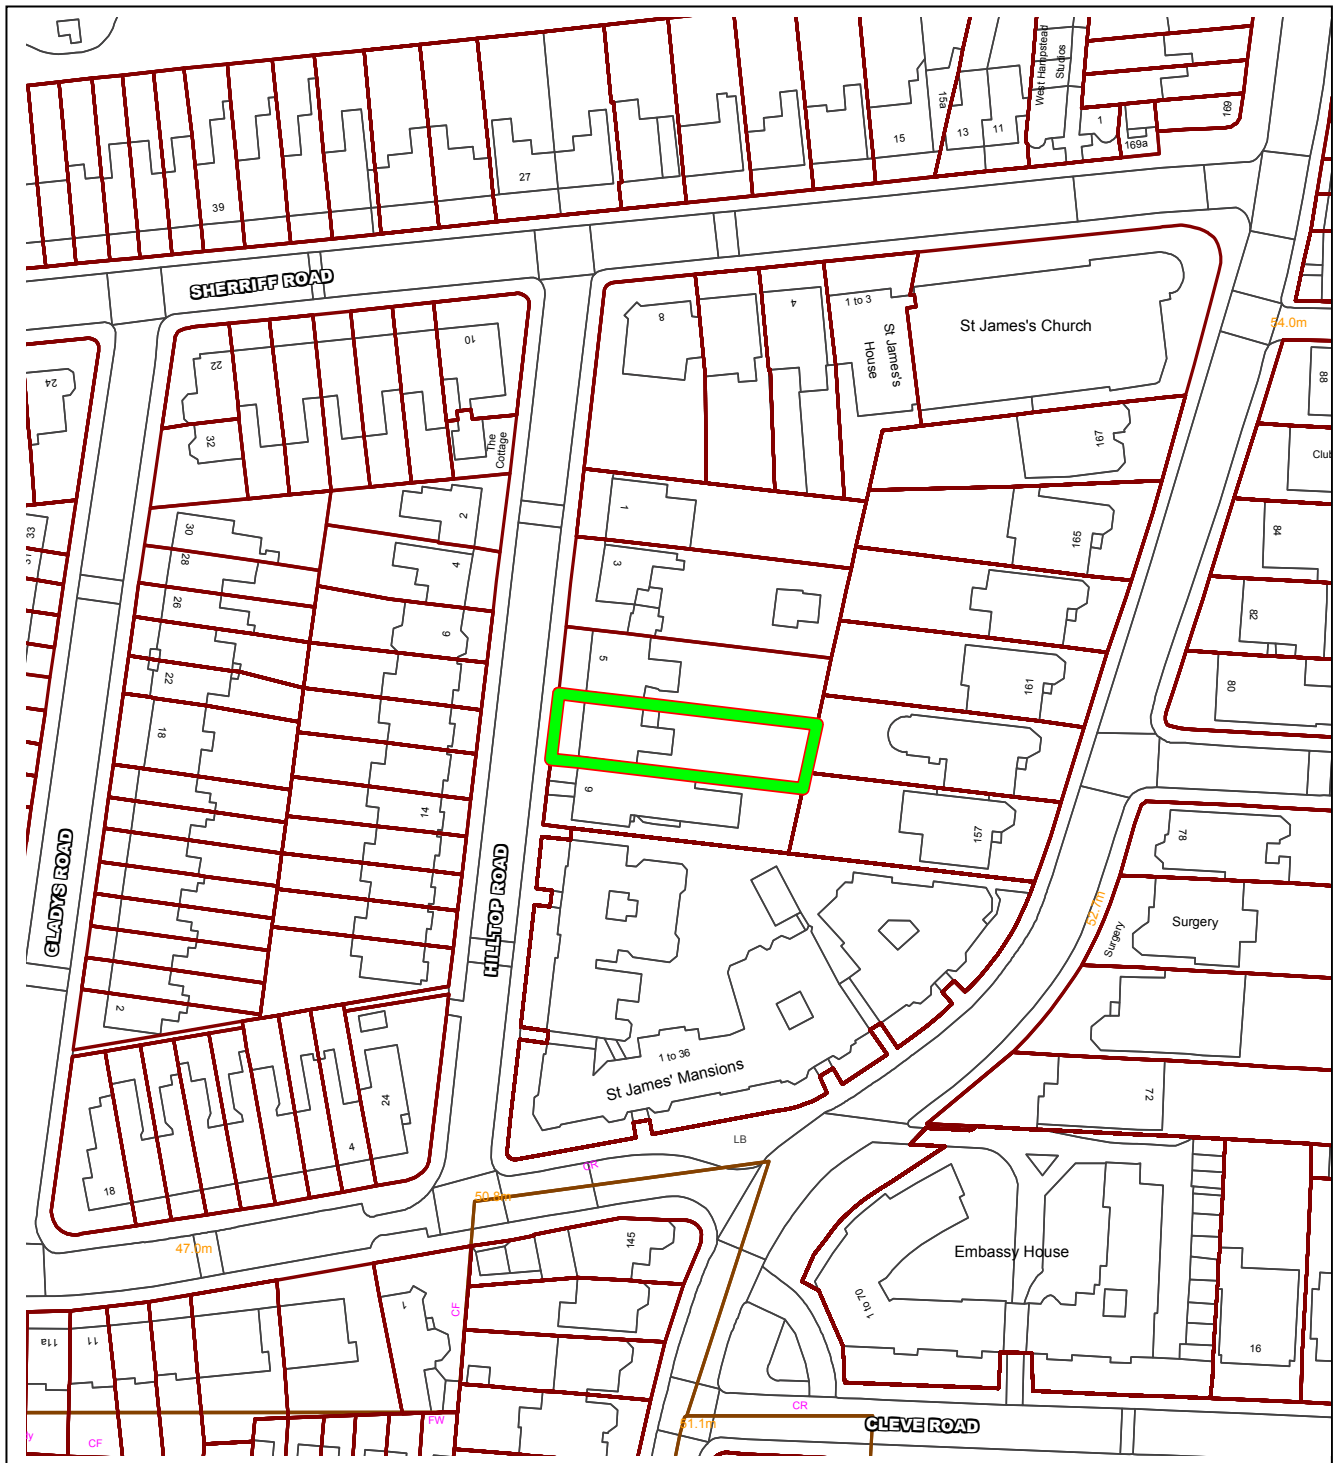 West Hampstead
Studios
169
15a
15
13
11
1
169a
27
39
SHERRIFF ROAD
54.0m
8
4
1 to 3
St James's
House
St James's Church
10
22
24
32
The
Cottage
88
167
Club
1
2
30
33
165
84
28
3
4
26
6
82
5
22
161
80
18
14
9
157
78
GLADYS ROAD
HILLTOP ROAD
52.7m
Surgery
Surgery
2
1 to 36
St James' Mansions
24
72
4
LB
CR
18
50.8m
47.0m
145
Embassy House
1 to 70
1
CF
11a
11
16
CR
FW
51.1m
CLEVE ROAD
CF